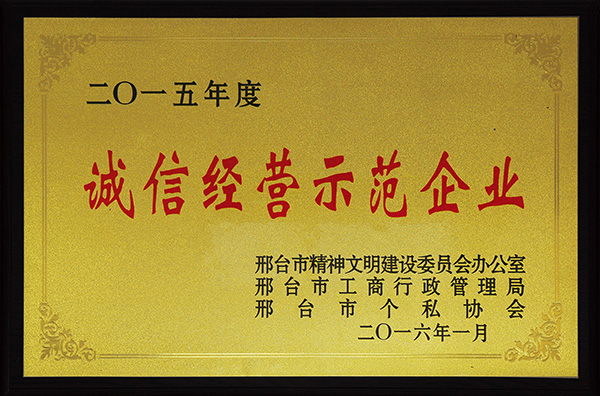 二〇一五年度
诚信经营示范企业
邢台市精神文明建设委员会办公室
邢台市工商行政管理局
邢台市个私协会
二〇一六年一月